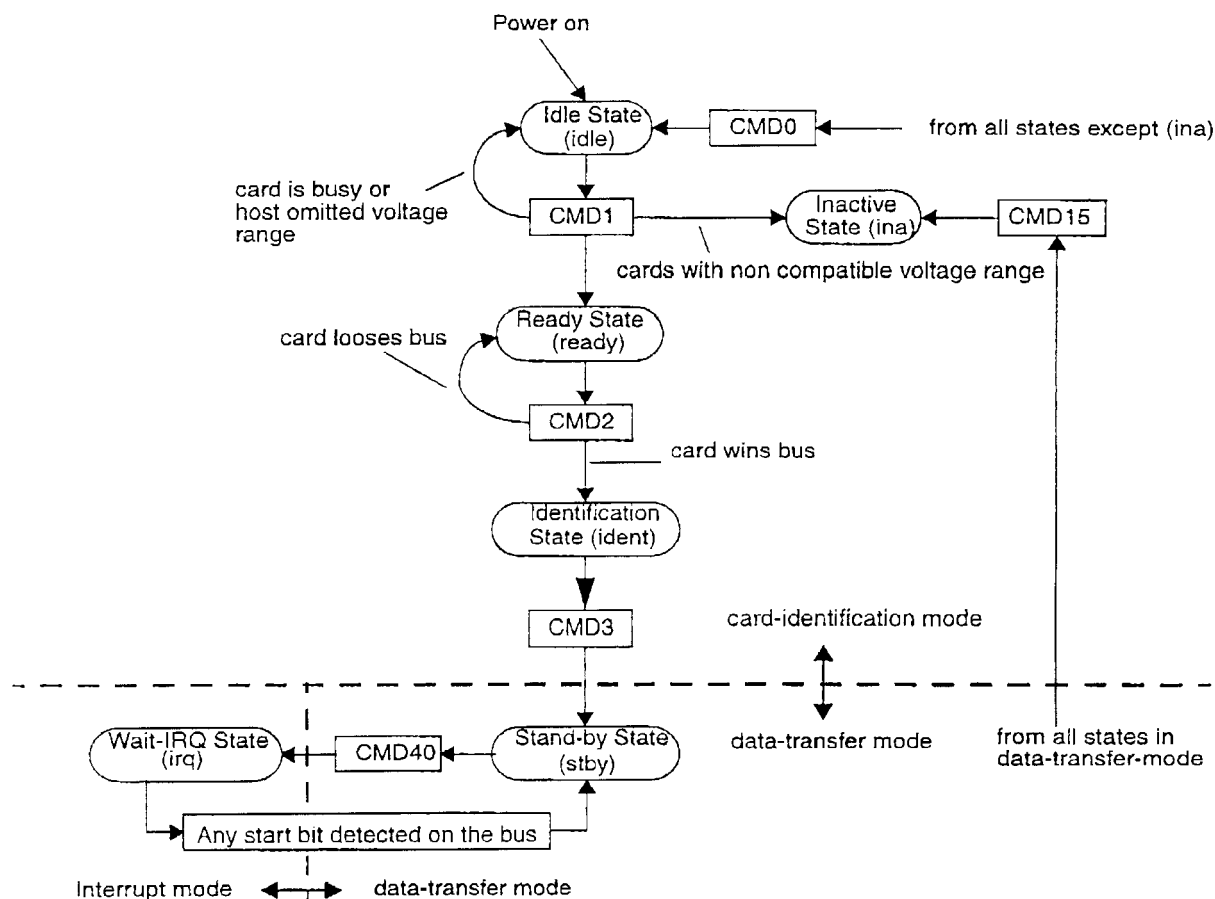 Power on
Idle State
(idle)
CMD0
from all states except (ina)
card is busy or
host omitted voltage
range
CMD1
Inactive
State (ina)
CMD15
cards with non compatible voltage range
Ready State
(ready)
card looses bus
CMD2
card wins bus
Identification
State (ident)
CMD3
card-identification mode
Wait-IRQ State
(irq)
CMD40
Stand-by State
(stby)
data-transfer mode
from all states in
data-transfer-mode
Any start bit detected on the bus
Interrupt mode
data-transfer mode